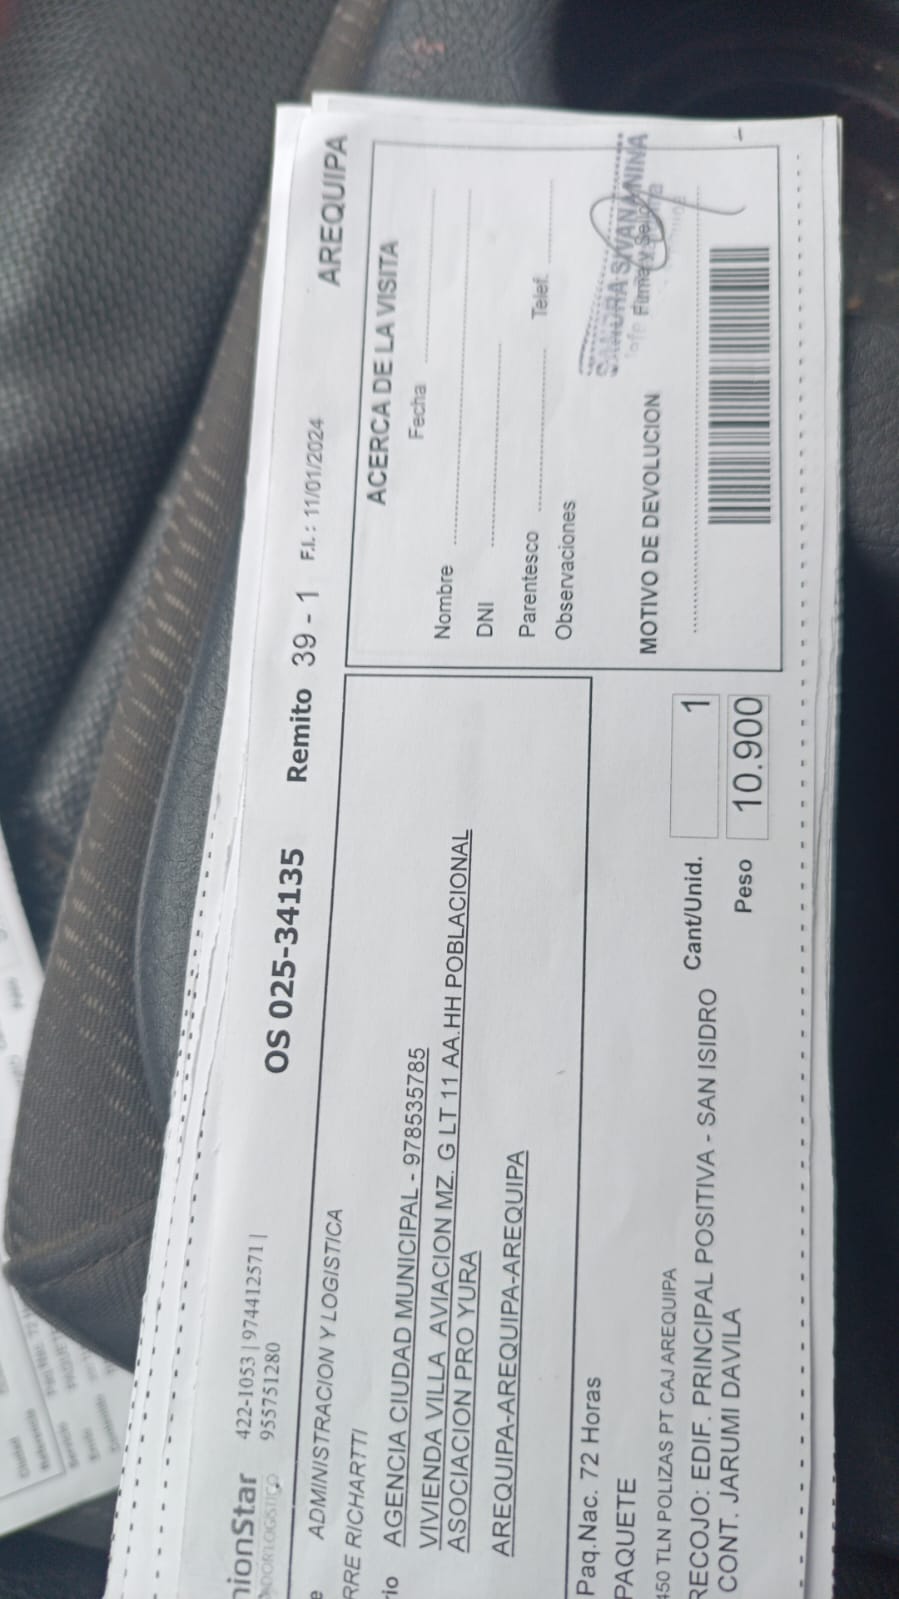 nionStar
422-1053 | 974412571 |
955751280
OS 025-34135
Remito 39 - 1
F.I. : 11/01/2024
AREQUIPA
ADMINISTRACION Y LOGISTICA
RRE RICHARTTI
rio
AGENCIA CIUDAD MUNICIPAL - 978535785
VIVIENDA VILLA AVIACION MZ. G LT 11 AA.HH POBLACIONAL
ASOCIACION PRO YURA
AREQUIPA-AREQUIPA-AREQUIPA
Paq.Nac. 72 Horas
PAQUETE
450 TLN POLIZAS PT CAJ AREQUIPA
RECOJO: EDIF. PRINCIPAL POSITIVA - SAN ISIDRO
CONT. JARUMI DAVILA
Cant/Unid. 1
Peso 10.900
ACERCA DE LA VISITA
Fecha
Nombre
DNI
Parentesco
Telef.
Observaciones
MOTIVO DE DEVOLUCION
Firma y Sello